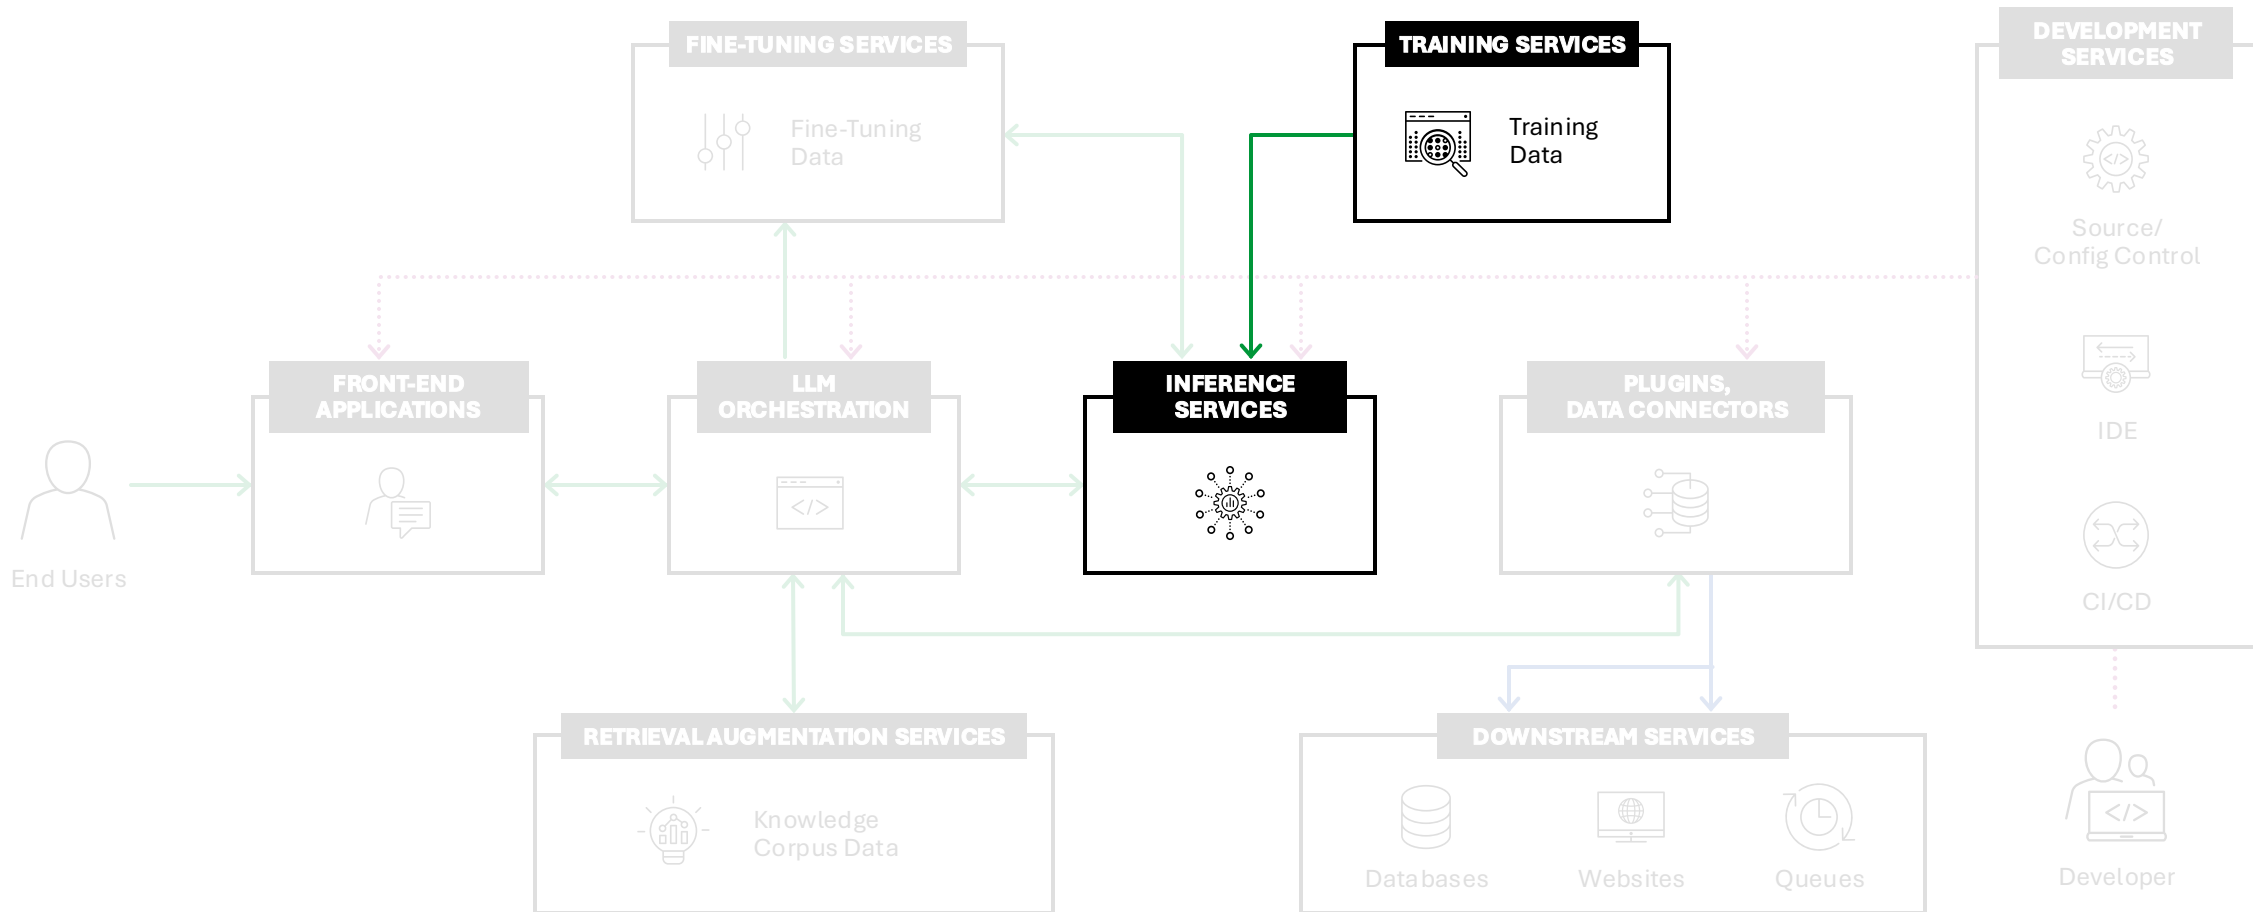 FINE-TUNING SERVICES
Fine-Tuning
Data
TRAINING SERVICES
Training
Data
DEVELOPMENT
SERVICES
Source/
Config Control
IDE
CI/CD
FRONT-END
APPLICATIONS
LLM
ORCHESTRATION
INFERENCE
SERVICES
PLUGINS,
DATA CONNECTORS
End Users
RETRIEVAL AUGMENTATION SERVICES
Knowledge
Corpus Data
DOWNSTREAM SERVICES
Databases
Websites
Queues
Developer